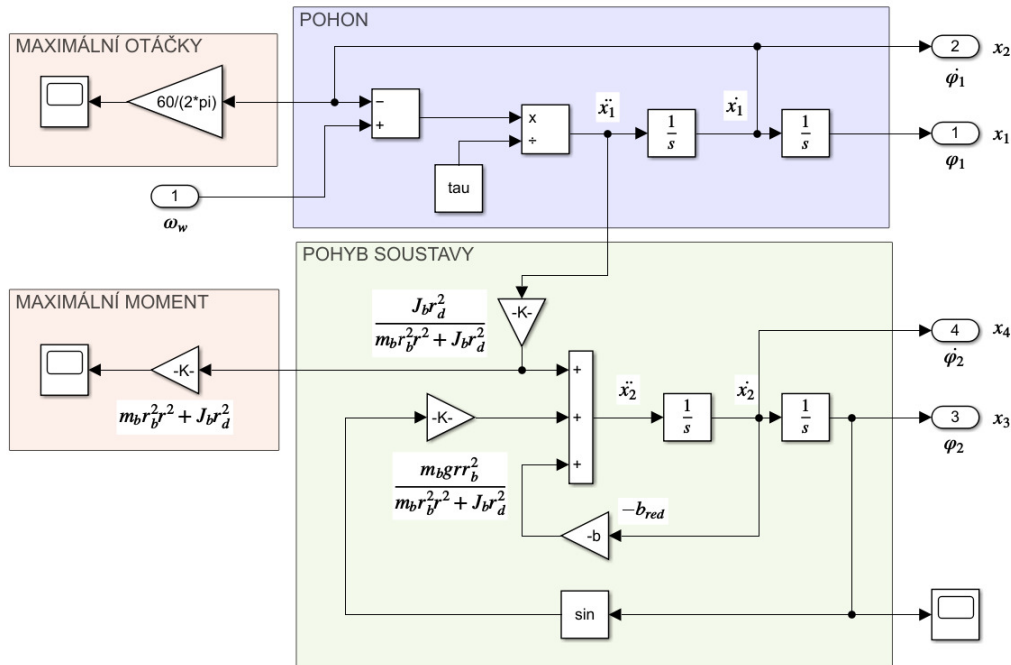 POHON
MAXIMÁLNÍ OTÁČKY
60/(2*pi)
−
+
x
÷
tau
ẍ₁
1/s
ẋ₁
1/s
2
φ̇₁
x₂
1
φ₁
x₁
1
ω_w
POHYB SOUSTAVY
MAXIMÁLNÍ MOMENT
J_b r_d² / (m_b r_b² r² + J_b r_d²)
-K-
-K-
m_b r_b² r² + J_b r_d²
+
+
+
-K-
m_b g r r_b² / (m_b r_b² r² + J_b r_d²)
ẍ₂
1/s
ẋ₂
1/s
4
φ̇₂
x₄
3
φ₂
x₃
−b_red
-b
sin